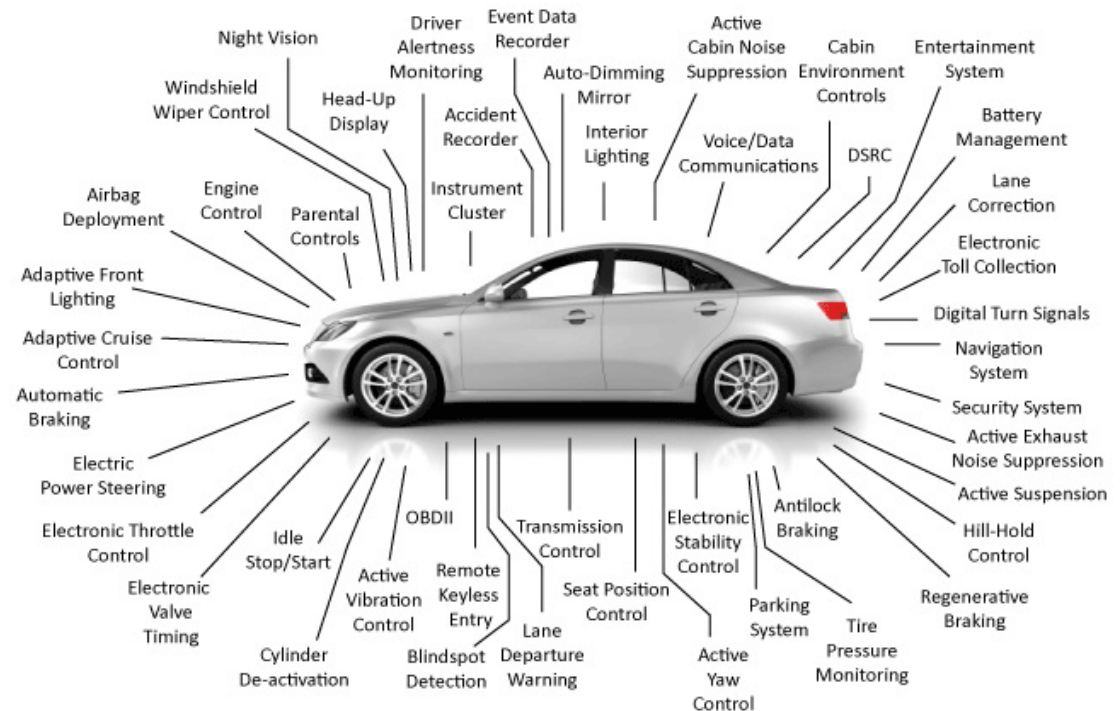 Night Vision
Driver
Alertness
Monitoring
Event Data
Recorder
Active
Cabin Noise
Suppression
Cabin
Environment
Controls
Entertainment
System
Windshield
Wiper Control
Head-Up
Display
Accident
Recorder
Auto-Dimming
Mirror
Interior
Lighting
Voice/Data
Communications
DSRC
Battery
Management
Airbag
Deployment
Engine
Control
Parental
Controls
Instrument
Cluster
Lane
Correction
Electronic
Toll Collection
Adaptive Front
Lighting
Digital Turn Signals
Adaptive Cruise
Control
Navigation
System
Automatic
Braking
Security System
Electric
Power Steering
Active Exhaust
Noise Suppression
Active Suspension
Electronic Throttle
Control
Idle
Stop/Start
OBDII
Transmission
Control
Electronic
Stability
Control
Antilock
Braking
Hill-Hold
Control
Electronic
Valve
Timing
Active
Vibration
Control
Remote
Keyless
Entry
Seat Position
Control
Parking
System
Regenerative
Braking
Cylinder
De-activation
Blindspot
Detection
Lane
Departure
Warning
Active
Yaw
Control
Tire
Pressure
Monitoring